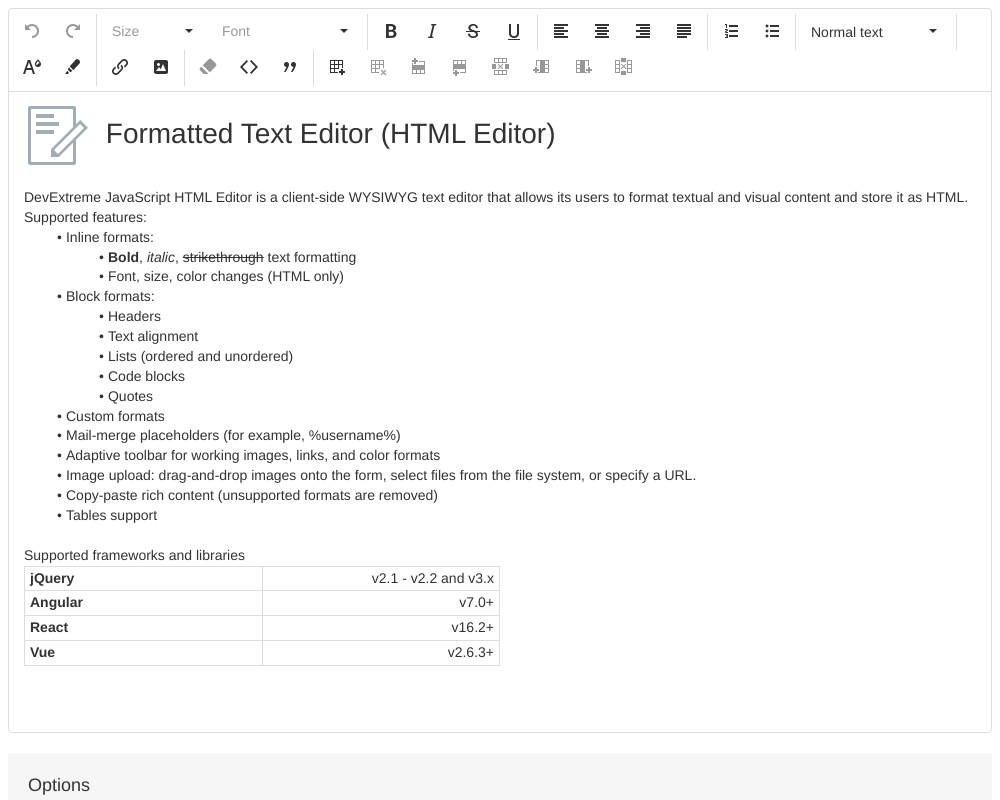 Size Font Normal text
Formatted Text Editor (HTML Editor)
DevExtreme JavaScript HTML Editor is a client-side WYSIWYG text editor that allows its users to format textual and visual content and store it as HTML.
Supported features:
• Inline formats:
• Bold, italic, strikethrough text formatting
• Font, size, color changes (HTML only)
• Block formats:
• Headers
• Text alignment
• Lists (ordered and unordered)
• Code blocks
• Quotes
• Custom formats
• Mail-merge placeholders (for example, %username%)
• Adaptive toolbar for working images, links, and color formats
• Image upload: drag-and-drop images onto the form, select files from the file system, or specify a URL.
• Copy-paste rich content (unsupported formats are removed)
• Tables support
Supported frameworks and libraries
jQuery v2.1 - v2.2 and v3.x
Angular v7.0+
React v16.2+
Vue v2.6.3+
Options